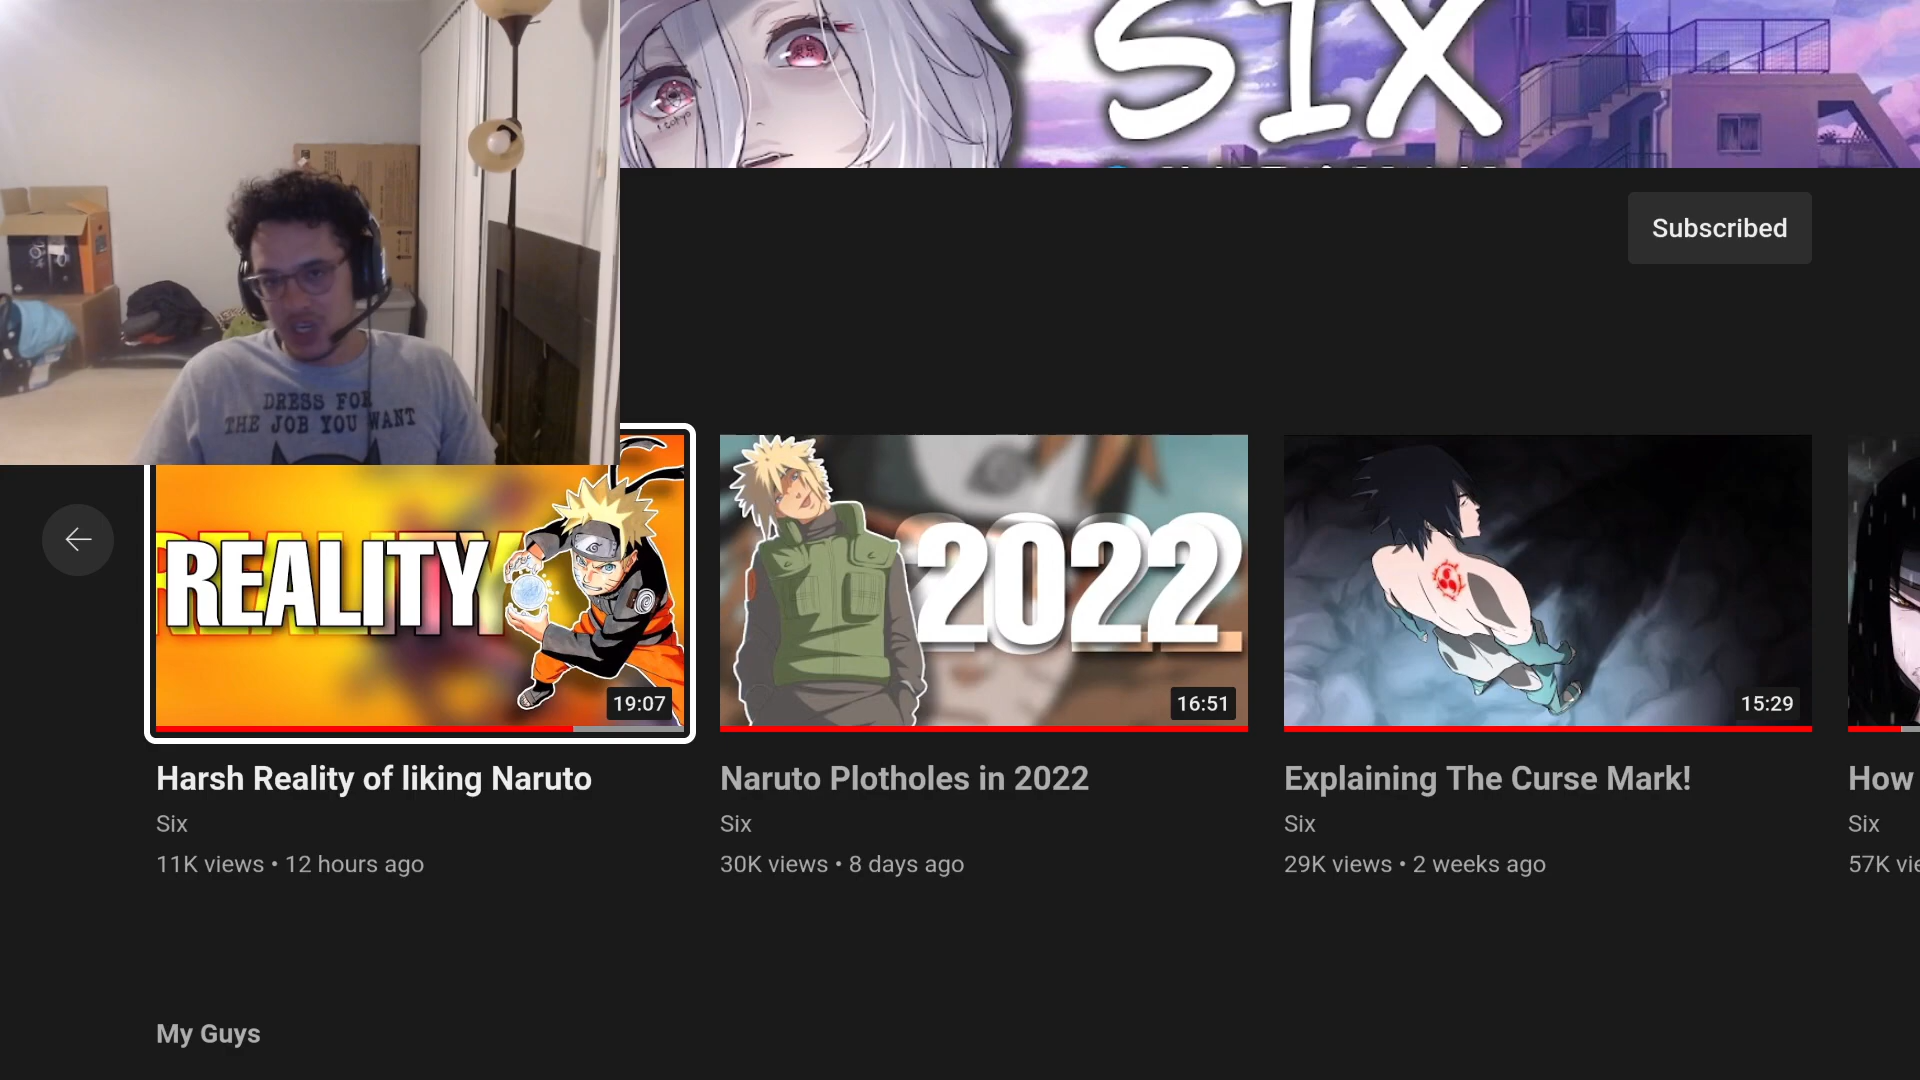 SIX
Subscribed
DRESS FOR
THE JOB YOU WANT
REALITY
19:07
2022
16:51
15:29
Harsh Reality of liking Naruto
Six
11K views • 12 hours ago
Naruto Plotholes in 2022
Six
30K views • 8 days ago
Explaining The Curse Mark!
Six
29K views • 2 weeks ago
How
Six
57K
My Guys